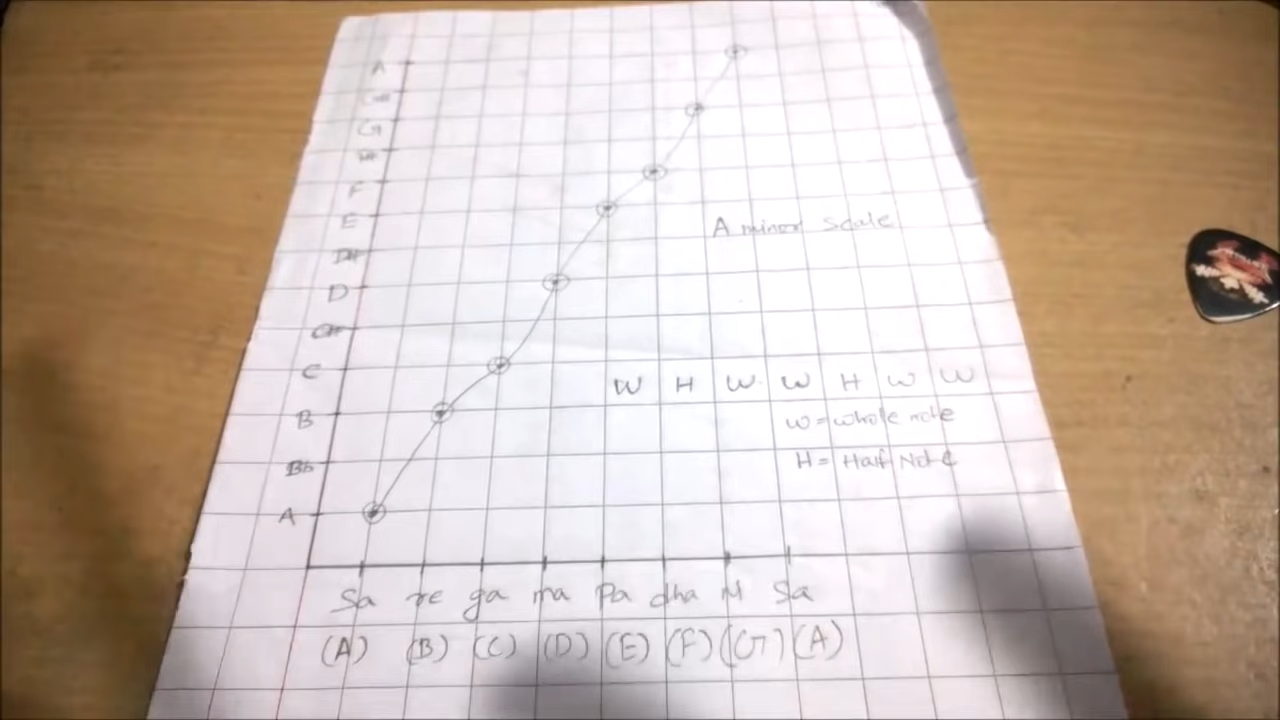 A
G#
G
F#
F
E
D#
D
C#
C
B
Bb
A
A minor scale
W H W W H W W
W = Whole note
H = Half Note
Sa re ga ma Pa dha Ni Sa
(A) (B) (C) (D) (E) (F) (G) (A)